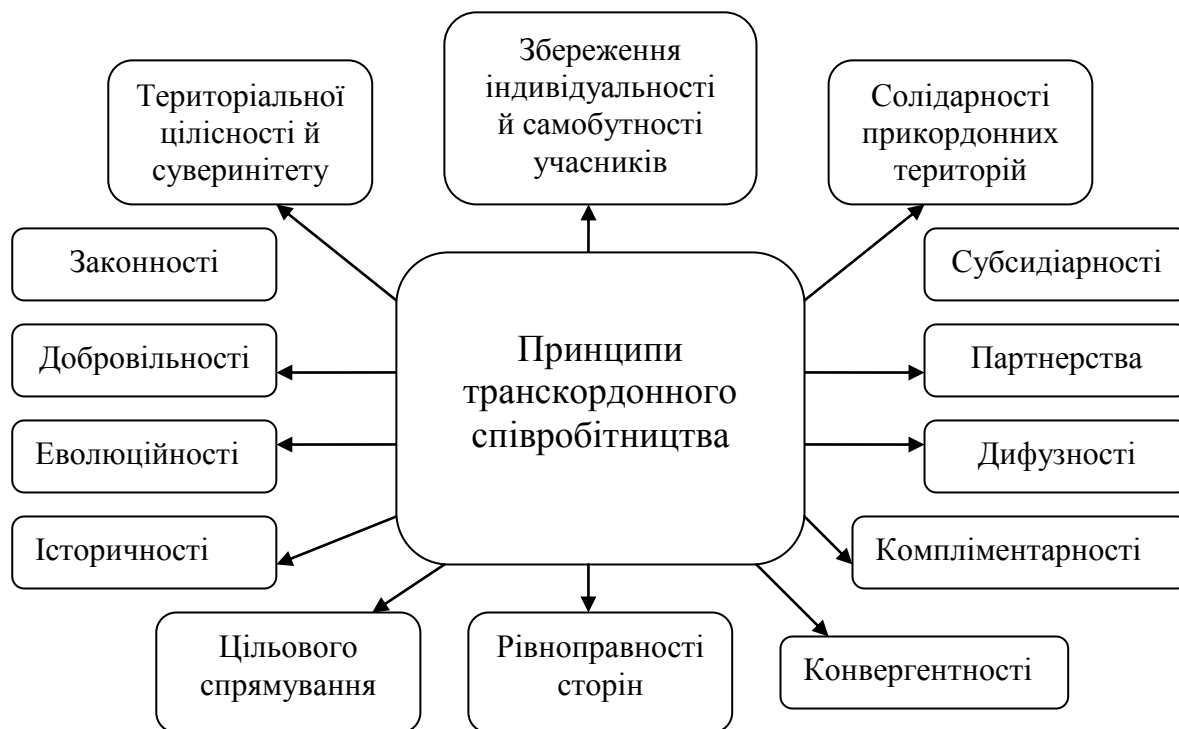 Територіальної
цілісності й
суверинітету
Збереження
індивідуальності
й самобутності
учасників
Солідарності
прикордонних
територій
Законності
Субсидіарності
Добровільності
Партнерства
Принципи
транскордонного
співробітництва
Еволюційності
Дифузності
Історичності
Компліментарності
Цільового
спрямування
Рівноправності
сторін
Конвергентності